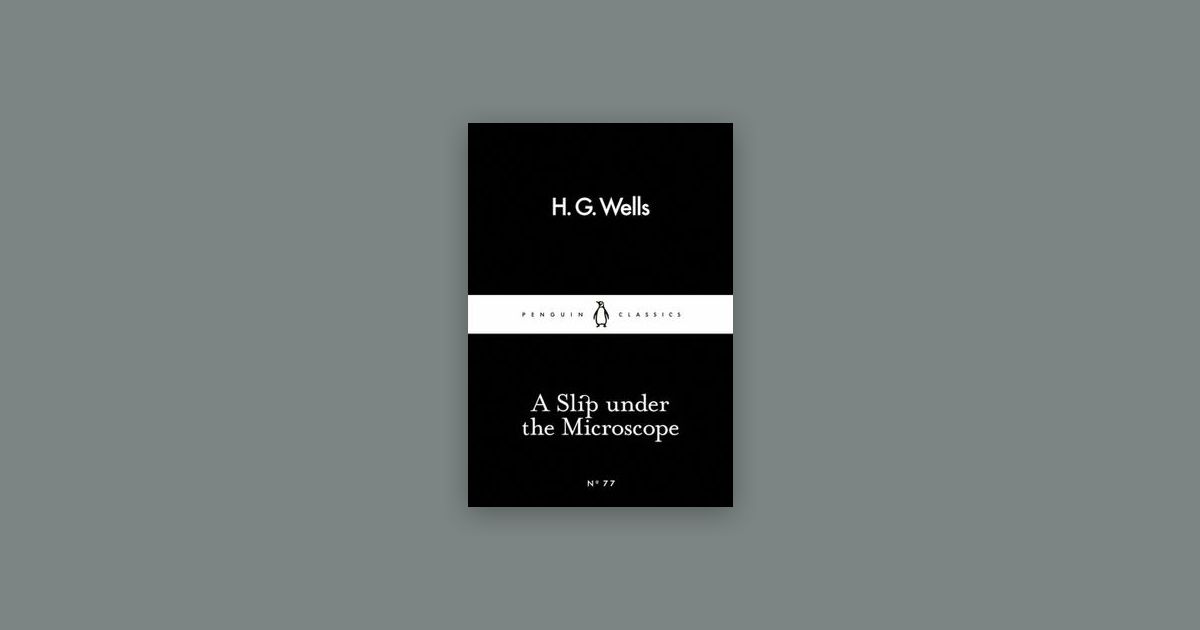 H. G. Wells
PENGUIN CLASSICS
A Slip under
the Microscope
Nº 77